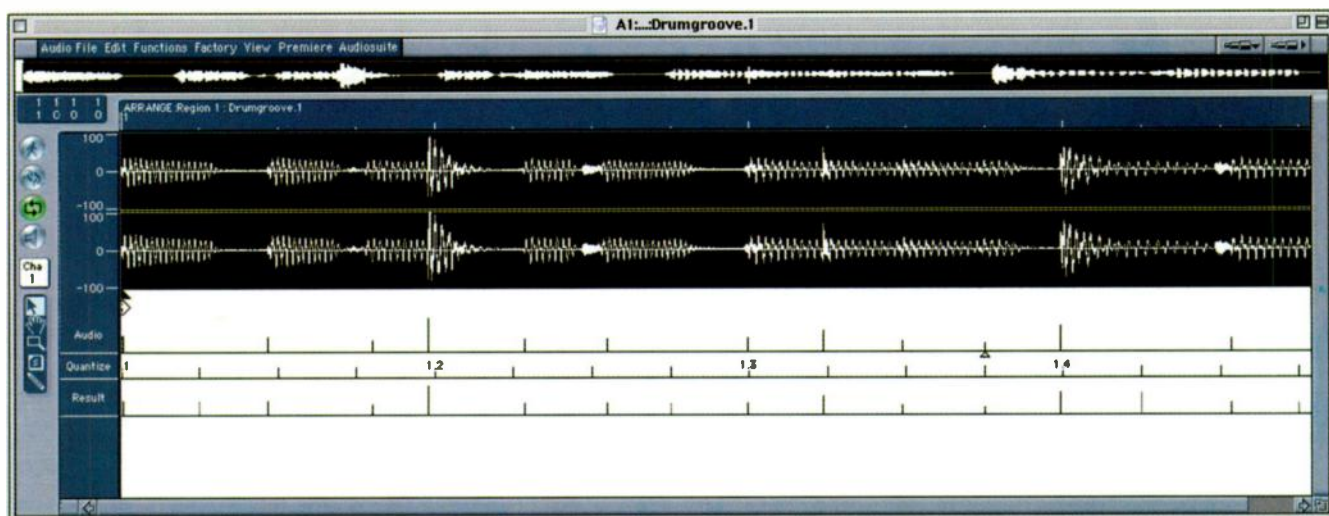 A1:...:Drumgroove.1
Audio File Edit Functions Factory View Premiere Audiosuite
1 1 1 1
1 0 0 0
ARRANGE Region 1 : Drumgroove.1
1
100
0
-100
100
0
-100
Cha
1
Audio
Quantize
1 1.2 1.3 1.4
Result